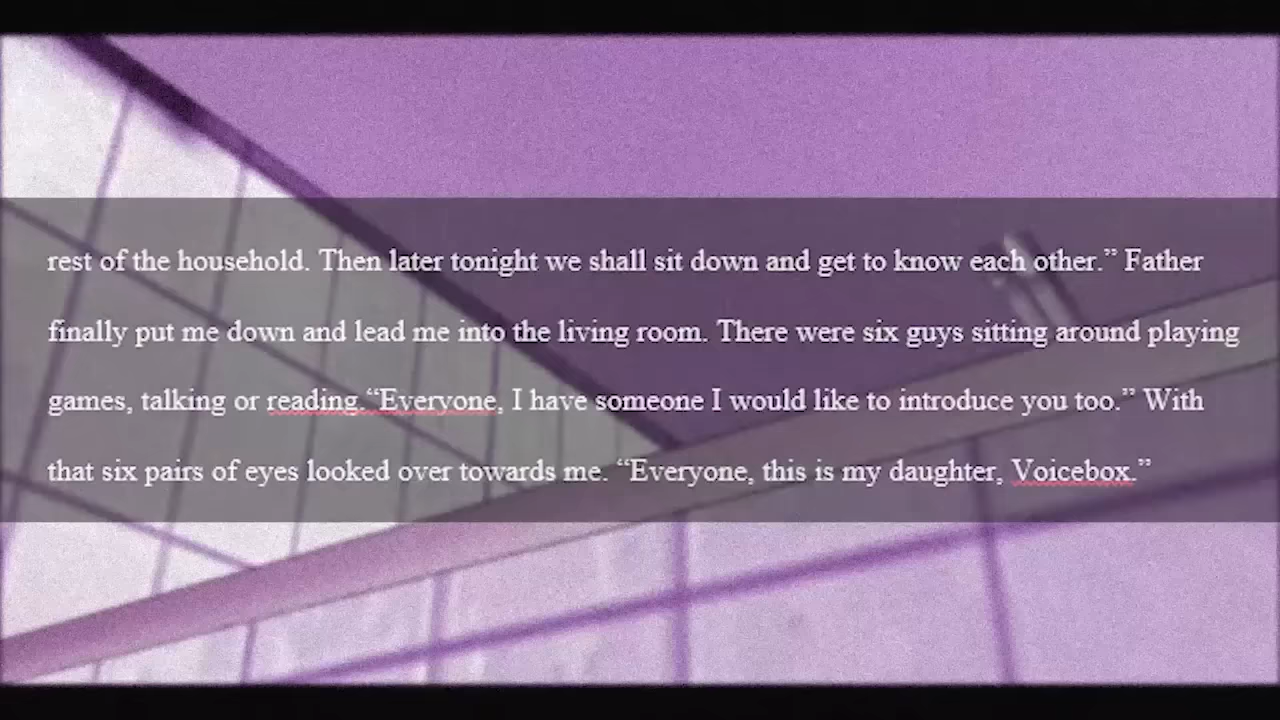 rest of the household. Then later tonight we shall sit down and get to know each other.” Father
finally put me down and lead me into the living room. There were six guys sitting around playing
games, talking or reading.“Everyone, I have someone I would like to introduce you too.” With
that six pairs of eyes looked over towards me. “Everyone, this is my daughter, Voicebox.”